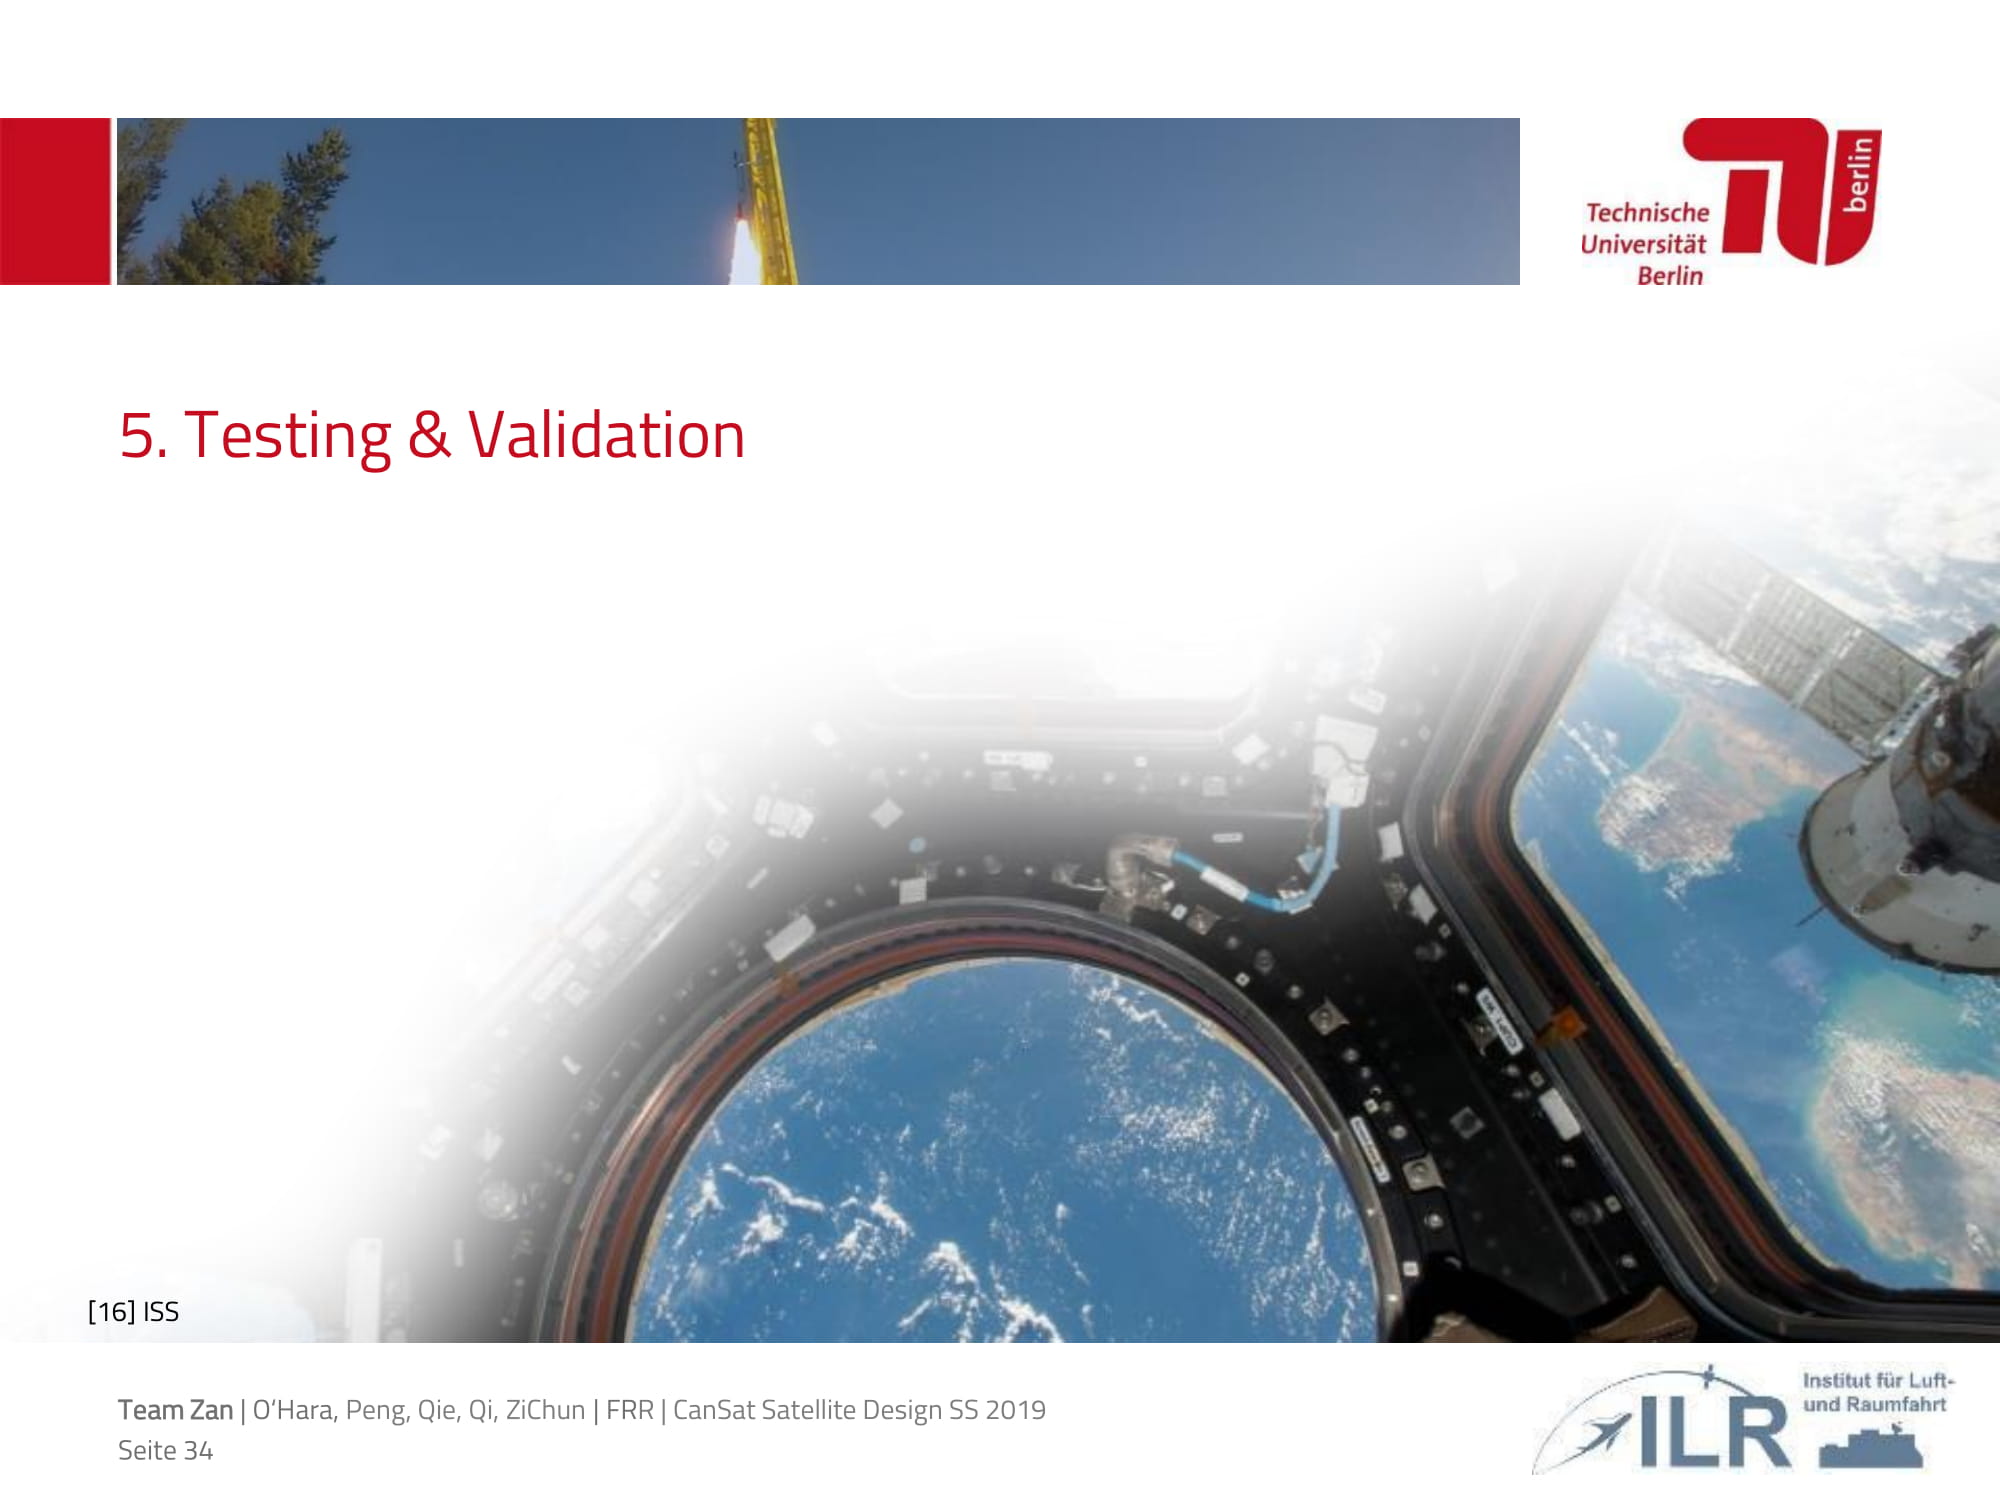 Technische
Universität
Berlin
berlin
5. Testing & Validation
[16] ISS
Team Zan | O‘Hara, Peng, Qie, Qi, ZiChun | FRR | CanSat Satellite Design SS 2019
Seite 34
ILR
Institut für Luft-
und Raumfahrt